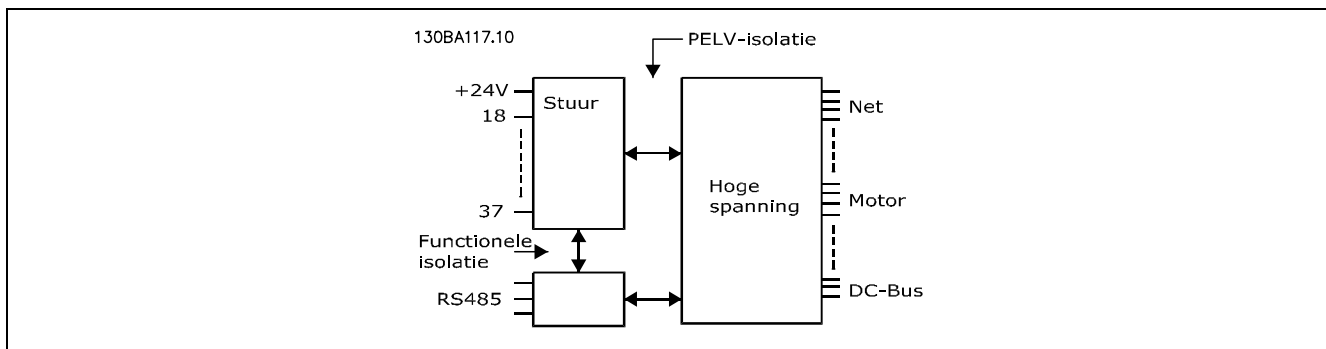 130BA117.10
PELV-isolatie
+24V
Stuur
18
37
Functionele
isolatie
RS485
Hoge
spanning
Net
Motor
DC-Bus